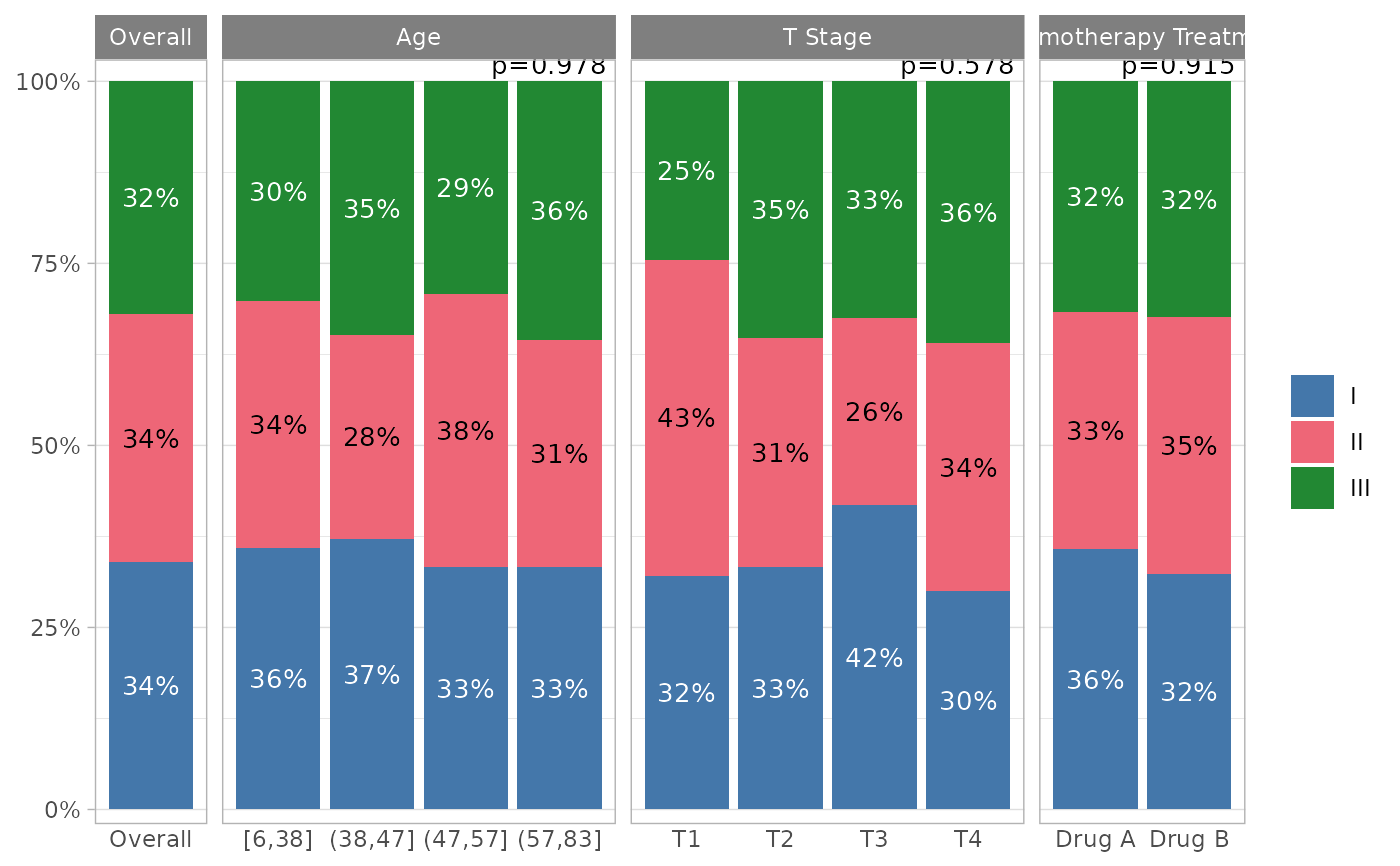 Overall Age T Stage motherapy Treatm
p=0.978 p=0.578 p=0.915
100%
75%
50%
25%
0%
32% 30% 35% 29% 36% 25% 35% 33% 36% 32% 32%
34% 34% 28% 38% 31% 43% 31% 26% 34% 33% 35%
34% 36% 37% 33% 33% 32% 33% 42% 30% 36% 32%
Overall [6,38] (38,47] (47,57] (57,83] T1 T2 T3 T4 Drug A Drug B
I
II
III